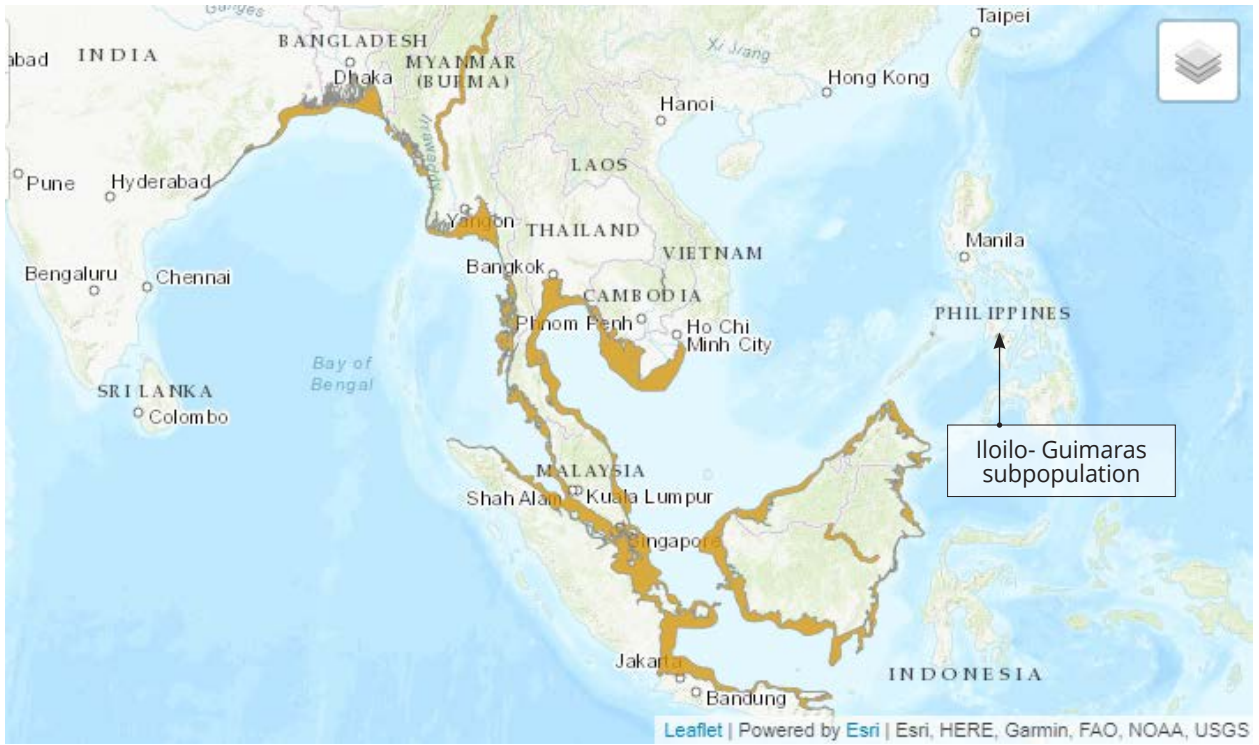 Ganges
Taipei
BANGLADESH
INDIA
abad
MYANMAR
(BURMA)
Xi Jiang
Dhaka
Hong Kong
Hanoi
Irrawaddy
LAOS
Pune
Hyderabad
Yangon
THAILAND
Manila
VIETNAM
Bangkok
Bengaluru
Chennai
CAMBODIA
PHILIPPINES
Phnom Penh
Ho Chi
Minh City
Bay of
Bengal
SRI LANKA
Colombo
Iloilo- Guimaras
subpopulation
MALAYSIA
Shah Alam
Kuala Lumpur
Singapore
Jakarta
INDONESIA
Bandung
Leaflet | Powered by Esri | Esri, HERE, Garmin, FAO, NOAA, USGS